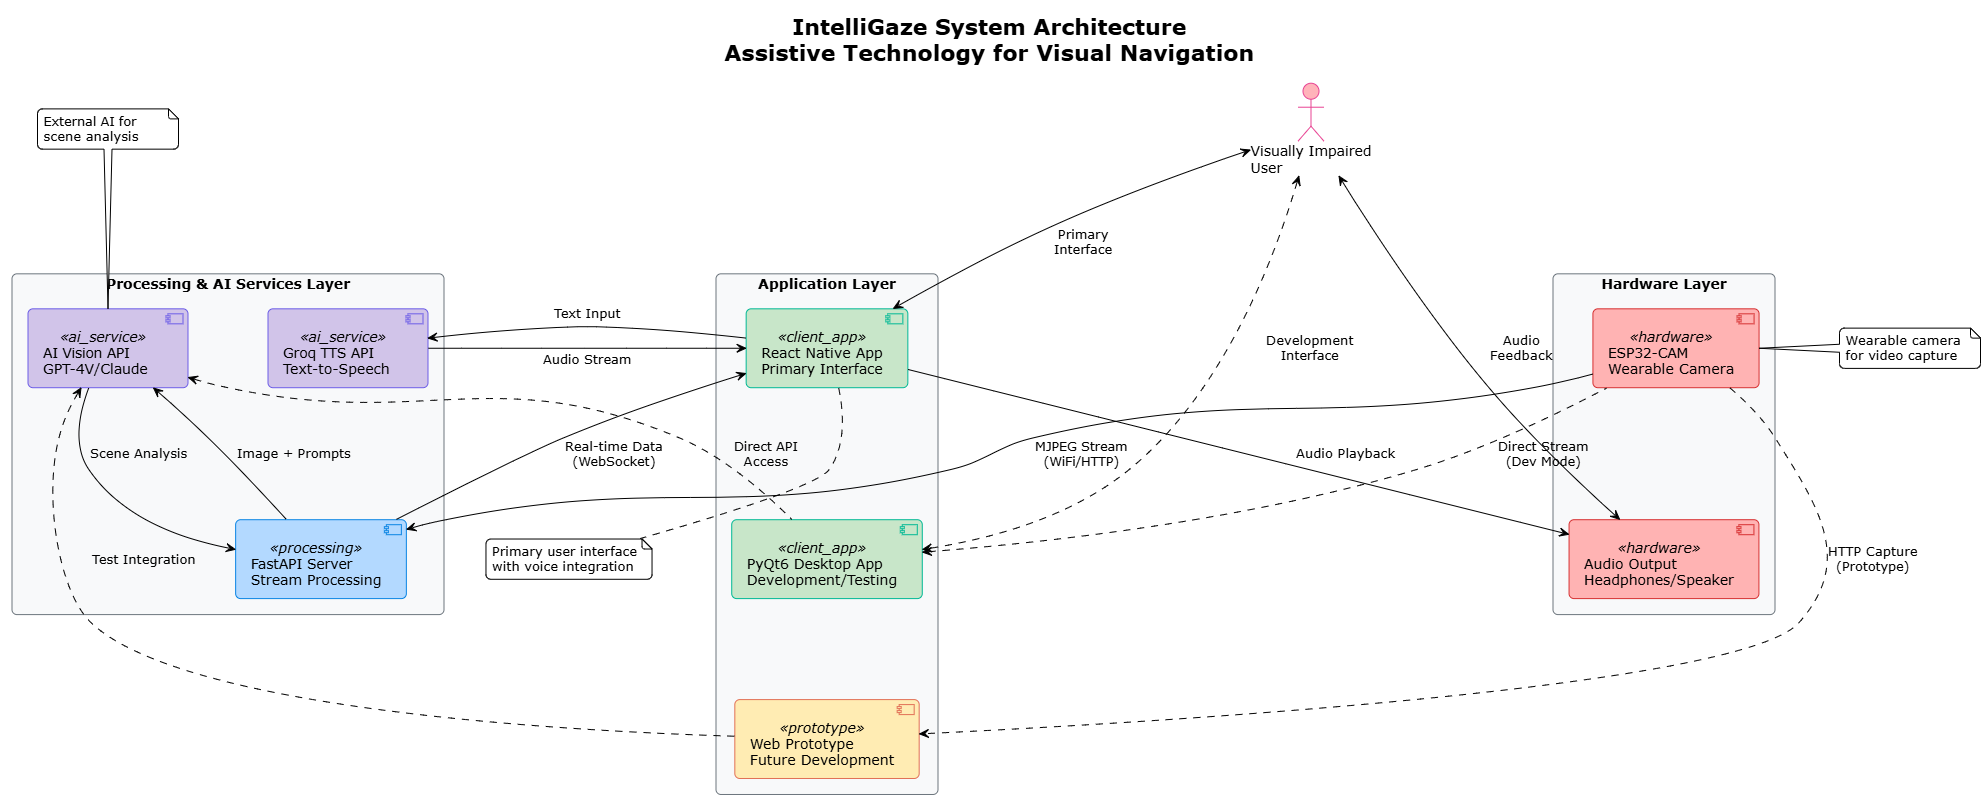 IntelliGaze System Architecture
Assistive Technology for Visual Navigation
External AI for
scene analysis
Visually Impaired
User
Primary
Interface
Processing & AI Services Layer
Application Layer
Hardware Layer
«ai_service»
AI Vision API
GPT-4V/Claude
«ai_service»
Groq TTS API
Text-to-Speech
Text Input
Audio Stream
«client_app»
React Native App
Primary Interface
Development
Interface
Audio
Feedback
«hardware»
ESP32-CAM
Wearable Camera
Wearable camera
for video capture
Scene Analysis
Image + Prompts
Real-time Data
(WebSocket)
Direct API
Access
MJPEG Stream
(WiFi/HTTP)
Audio Playback
Direct Stream
(Dev Mode)
Test Integration
«processing»
FastAPI Server
Stream Processing
Primary user interface
with voice integration
«client_app»
PyQt6 Desktop App
Development/Testing
«hardware»
Audio Output
Headphones/Speaker
HTTP Capture
(Prototype)
«prototype»
Web Prototype
Future Development